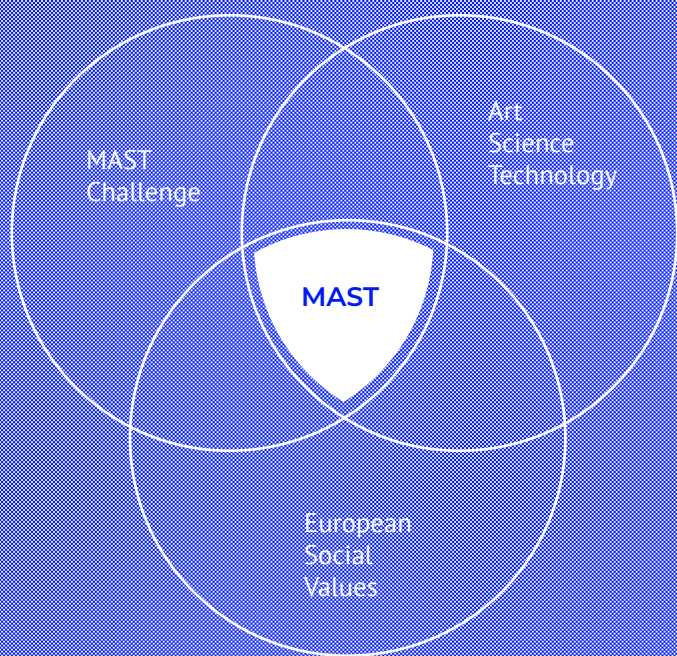 MAST
Challenge
Art
Science
Technology
MAST
European
Social
Values